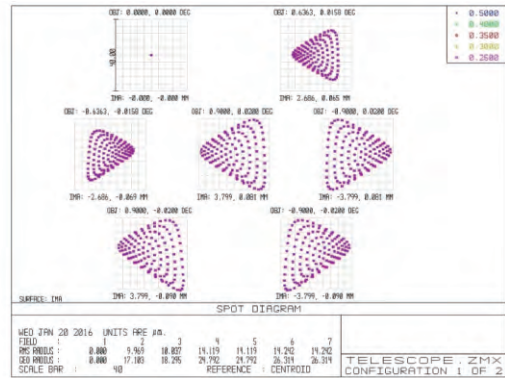 OBJ: 0.0000, 0.0000 DEG
OBJ: 0.6363, 0.0150 DEG
0.5000
0.4000
0.3500
0.3000
0.2600
40.00
IMA: -0.000, -0.000 MM
IMA: 2.686, 0.065 MM
OBJ: -0.6363, -0.0150 DEG
OBJ: 0.9000, 0.0200 DEG
OBJ: -0.9000, 0.0200 DEG
IMA: -2.686, -0.069 MM
IMA: 3.799, 0.081 MM
IMA: -3.799, 0.081 MM
OBJ: 0.9000, -0.0200 DEG
OBJ: -0.9000, -0.0200 DEG
IMA: 3.799, -0.090 MM
IMA: -3.799, -0.090 MM
SURFACE: IMA
SPOT DIAGRAM
WED JAN 20 2016 UNITS ARE µm.
FIELD : 1 2 3 4 5 6 7
RMS RADIUS : 0.000 9.969 10.037 14.119 14.119 14.242 14.242
GEO RADIUS : 0.000 17.103 18.295 24.792 24.792 26.314 26.314
SCALE BAR : 40 REFERENCE : CENTROID
TELESCOPE.ZMX
CONFIGURATION 1 OF 2